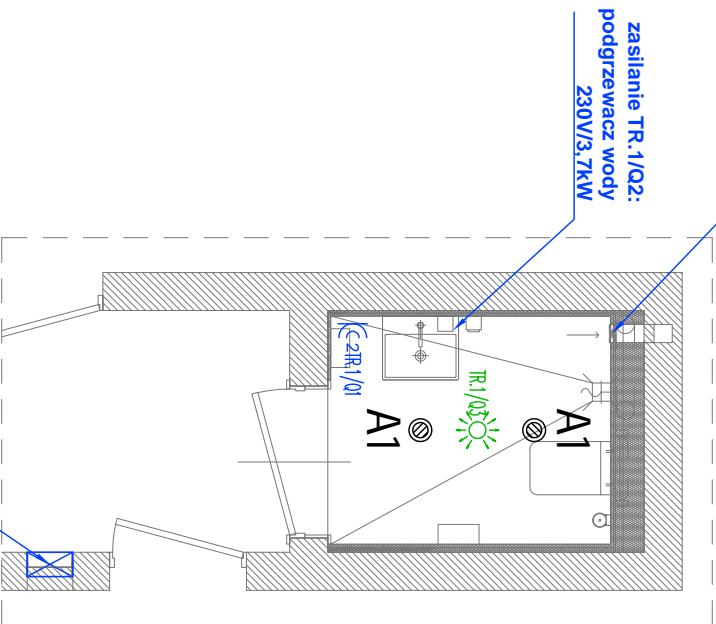 zasilanie TR.1/Q2:
podgrzewacz wody
230V/3,7kW
C-2TR.1/Q1
TR.1/Q3
A1
A1